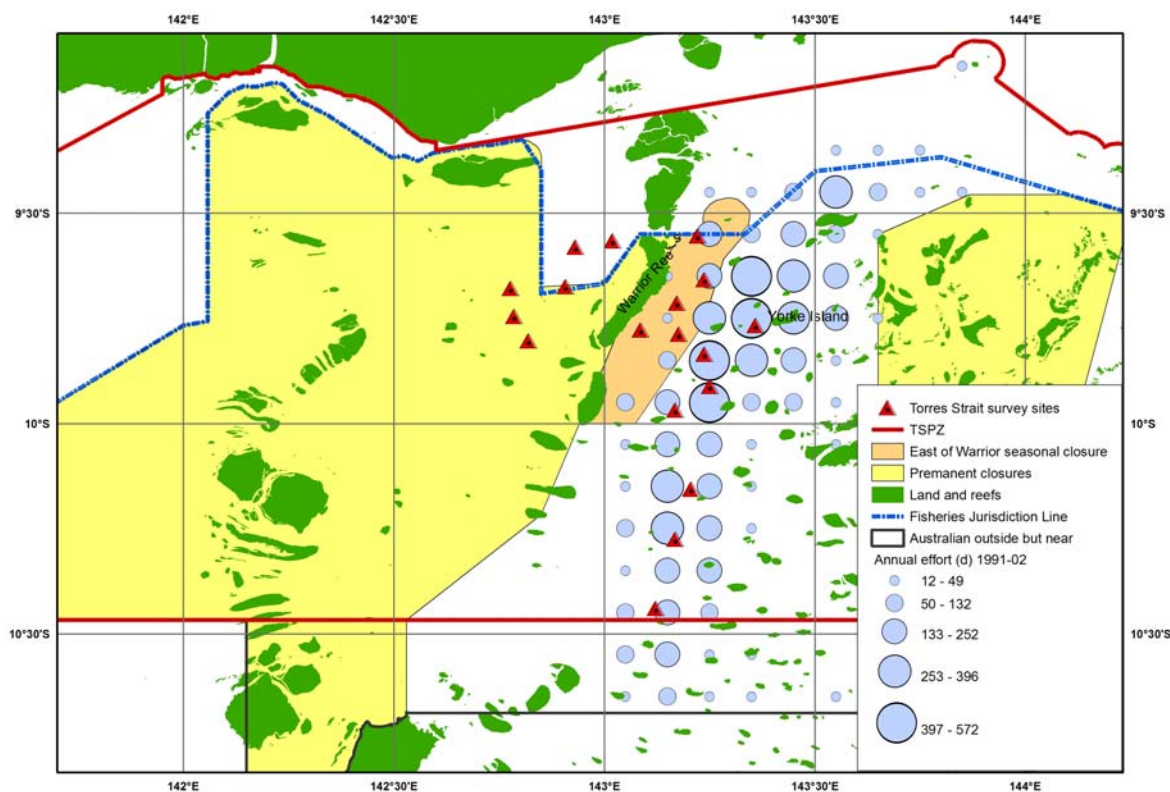 142°E
142°30'E
143°E
143°30'E
144°E
9°30'S
9°30'S
Warrior Reefs
Yorke Island
10°S
10°S
10°30'S
10°30'S
Torres Strait survey sites
TSPZ
East of Warrior seasonal closure
Premanent closures
Land and reefs
Fisheries Jurisdiction Line
Australian outside but near
Annual effort (d) 1991-02
12 - 49
50 - 132
133 - 252
253 - 396
397 - 572
142°E
142°30'E
143°E
143°30'E
144°E